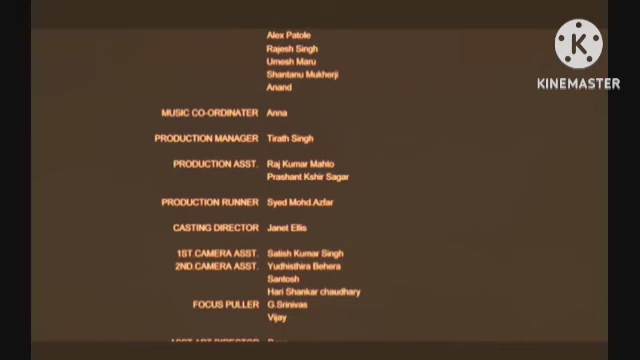 Alex Patole
Rajesh Singh
Umesh Maru
Shantanu Mukherji
Anand
MUSIC CO-ORDINATER Anna
PRODUCTION MANAGER Tirath Singh
PRODUCTION ASST. Raj Kumar Mahto
Prashant Kshir Sagar
PRODUCTION RUNNER Syed Mohd.Azfar
CASTING DIRECTOR Janet Ellis
1ST.CAMERA ASST. Satish Kumar Singh
2ND.CAMERA ASST. Yudhisthira Behera
Santosh
Hari Shankar chaudhary
FOCUS PULLER G.Srinivas
Vijay
KINEMASTER